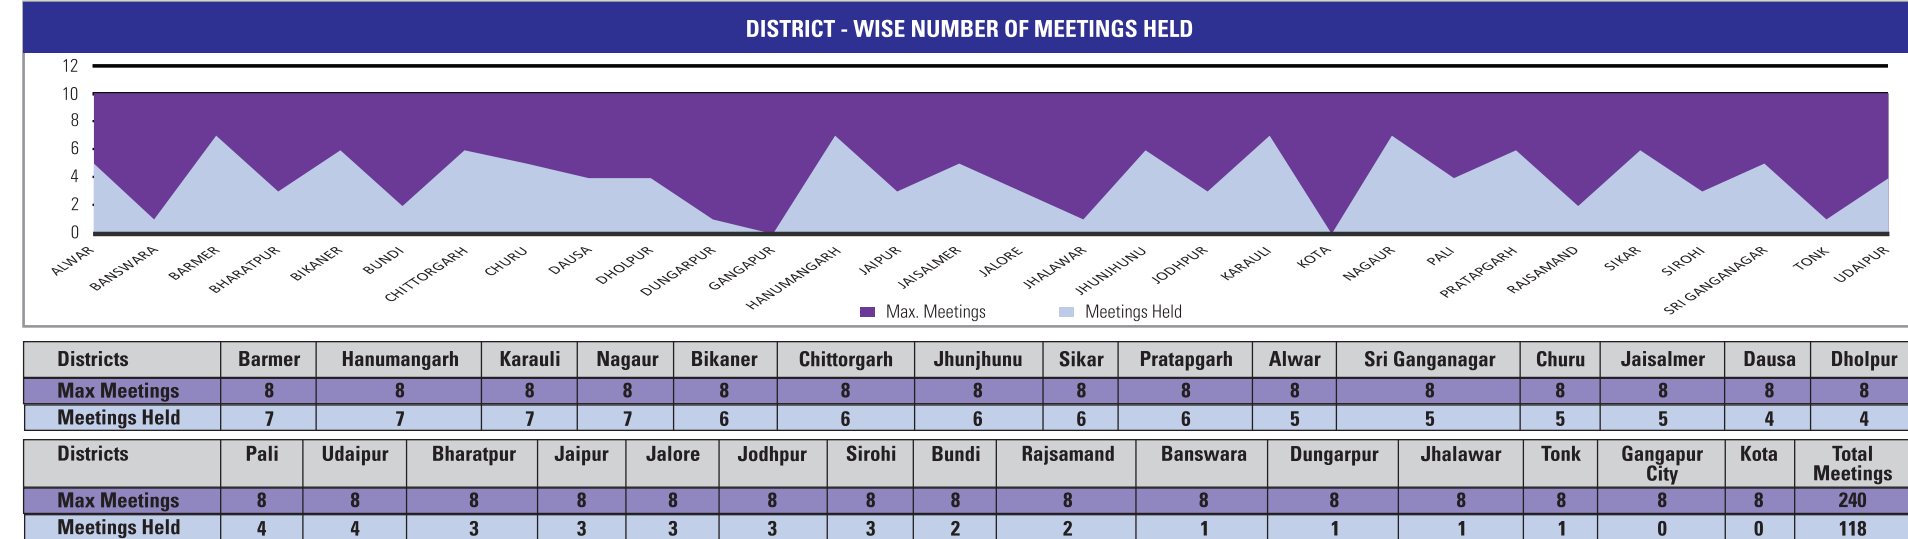 DISTRICT - WISE NUMBER OF MEETINGS HELD
12
10
8
6
4
2
0
ALWAR BANSWARA BARMER BHARATPUR BIKANER BUNDI CHITTORGARH CHURU DAUSA DHOLPUR DUNGARPUR GANGAPUR HANUMANGARH JAIPUR JAISALMER JALORE JHALAWAR JHUNJHUNU JODHPUR KARAULI KOTA NAGAUR PALI PRATAPGARH RAJSAMAND SIKAR SIROHI SRI GANGANAGAR TONK UDAIPUR
Max. Meetings Meetings Held
Districts Barmer Hanumangarh Karauli Nagaur Bikaner Chittorgarh Jhunjhunu Sikar Pratapgarh Alwar Sri Ganganagar Churu Jaisalmer Dausa Dholpur
Max Meetings 8 8 8 8 8 8 8 8 8 8 8 8 8 8 8
Meetings Held 7 7 7 7 6 6 6 6 6 5 5 5 5 4 4
Districts Pali Udaipur Bharatpur Jaipur Jalore Jodhpur Sirohi Bundi Rajsamand Banswara Dungarpur Jhalawar Tonk Gangapur Kota Total
City Meetings
Max Meetings 8 8 8 8 8 8 8 8 8 8 8 8 8 8 8 240
Meetings Held 4 4 3 3 3 3 3 2 2 1 1 1 1 0 0 118